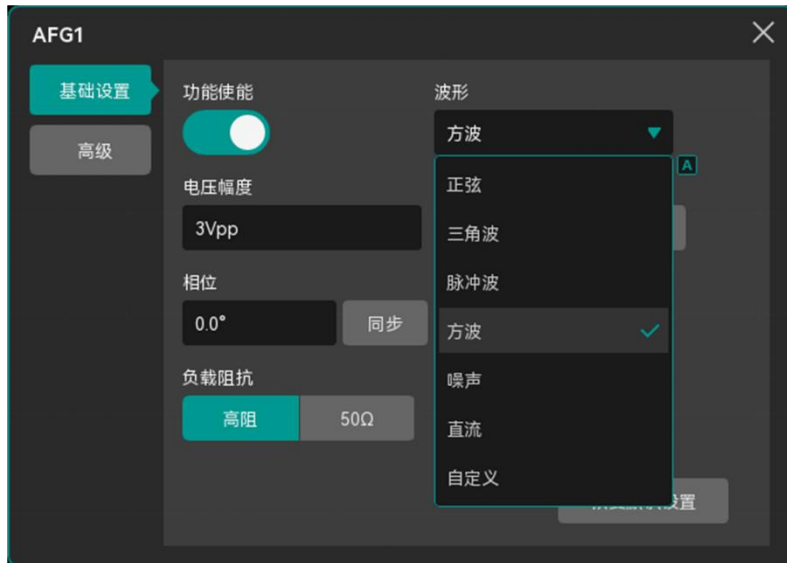 AFG1
基础设置
高级
功能使能
波形
方波
A
正弦
三角波
脉冲波
方波
噪声
直流
自定义
电压幅度
3Vpp
相位
0.0°
同步
负载阻抗
高阻
50Ω
设置